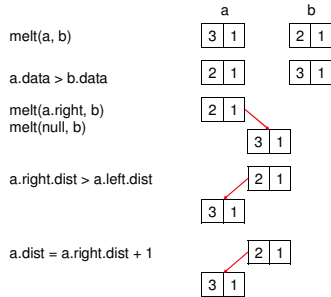 a b
melt(a, b) 3 1 2 1
a.data > b.data 2 1 3 1
melt(a.right, b) 2 1
melt(null, b)
3 1
a.right.dist > a.left.dist 2 1
3 1
a.dist = a.right.dist + 1 2 1
3 1